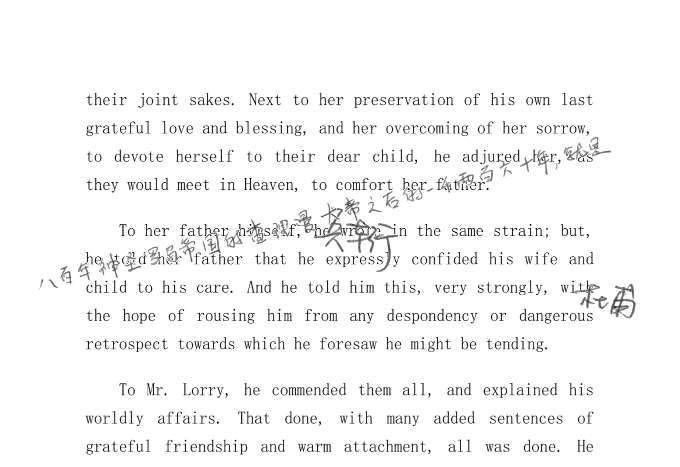 their joint sakes. Next to her preservation of his own last
grateful love and blessing, and her overcoming of her sorrow,
to devote herself to their dear child, he adjured her, as
they would meet in Heaven, to comfort her father.
To her father himself, he wrote in the same strain; but,
he told her father that he expressly confided his wife and
child to his care. And he told him this, very strongly, with
the hope of rousing him from any despondency or dangerous
retrospect towards which he foresaw he might be tending.
To Mr. Lorry, he commended them all, and explained his
worldly affairs. That done, with many added sentences of
grateful friendship and warm attachment, all was done. He
八百年神圣罗马帝国的查理曼大帝之后的一个两百六十年,就是
兵车行
杜甫